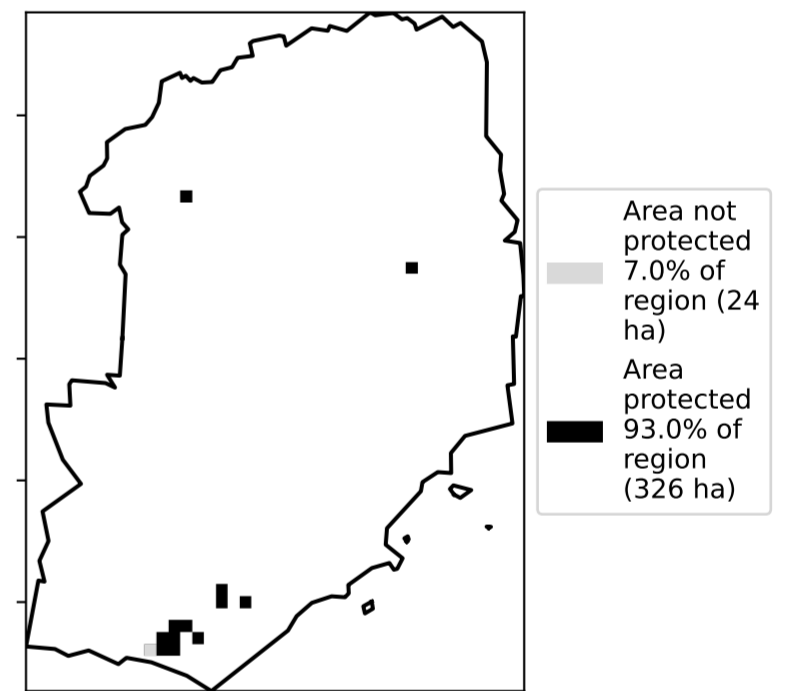 Area not
protected
7.0% of
region (24
ha)
Area
protected
93.0% of
region
(326 ha)